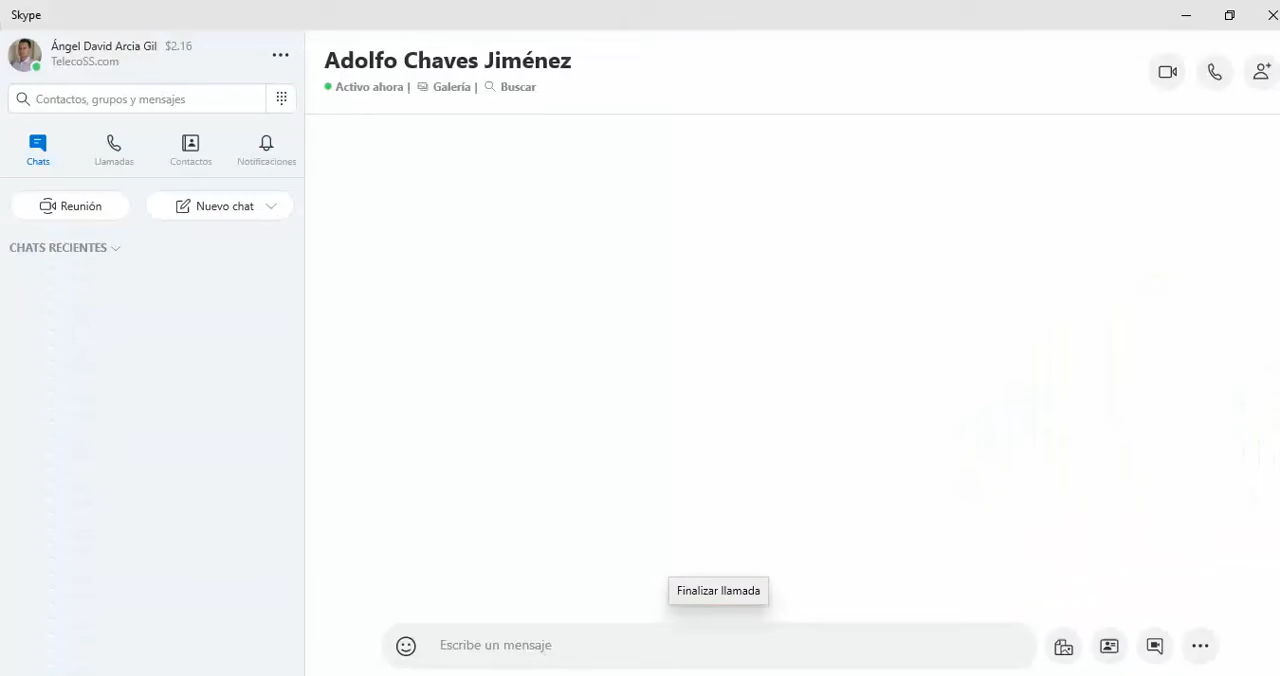 Skype
Ángel David Arcia Gil $2.16
TelecoSS.com
Contactos, grupos y mensajes
Chats
Llamadas
Contactos
Notificaciones
Reunión
Nuevo chat
CHATS RECIENTES
Adolfo Chaves Jiménez
Activo ahora | Galería | Buscar
Finalizar llamada
Escribe un mensaje